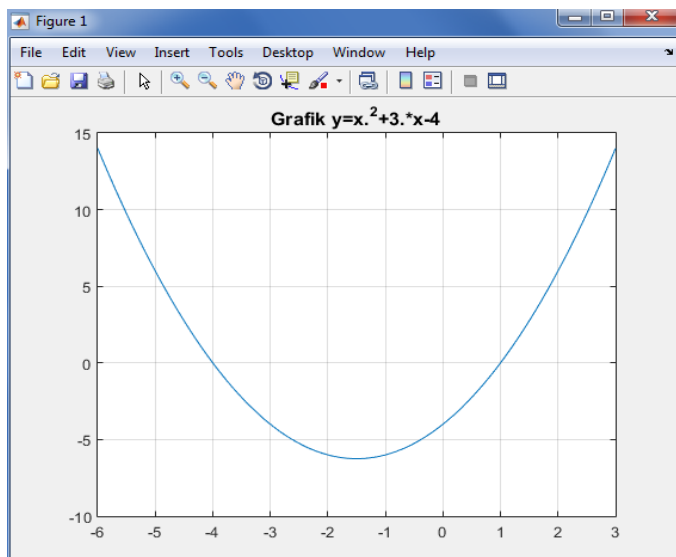 Figure 1
File Edit View Insert Tools Desktop Window Help
Grafik y=x.²+3.*x-4
15
10
5
0
-5
-10
-6 -5 -4 -3 -2 -1 0 1 2 3